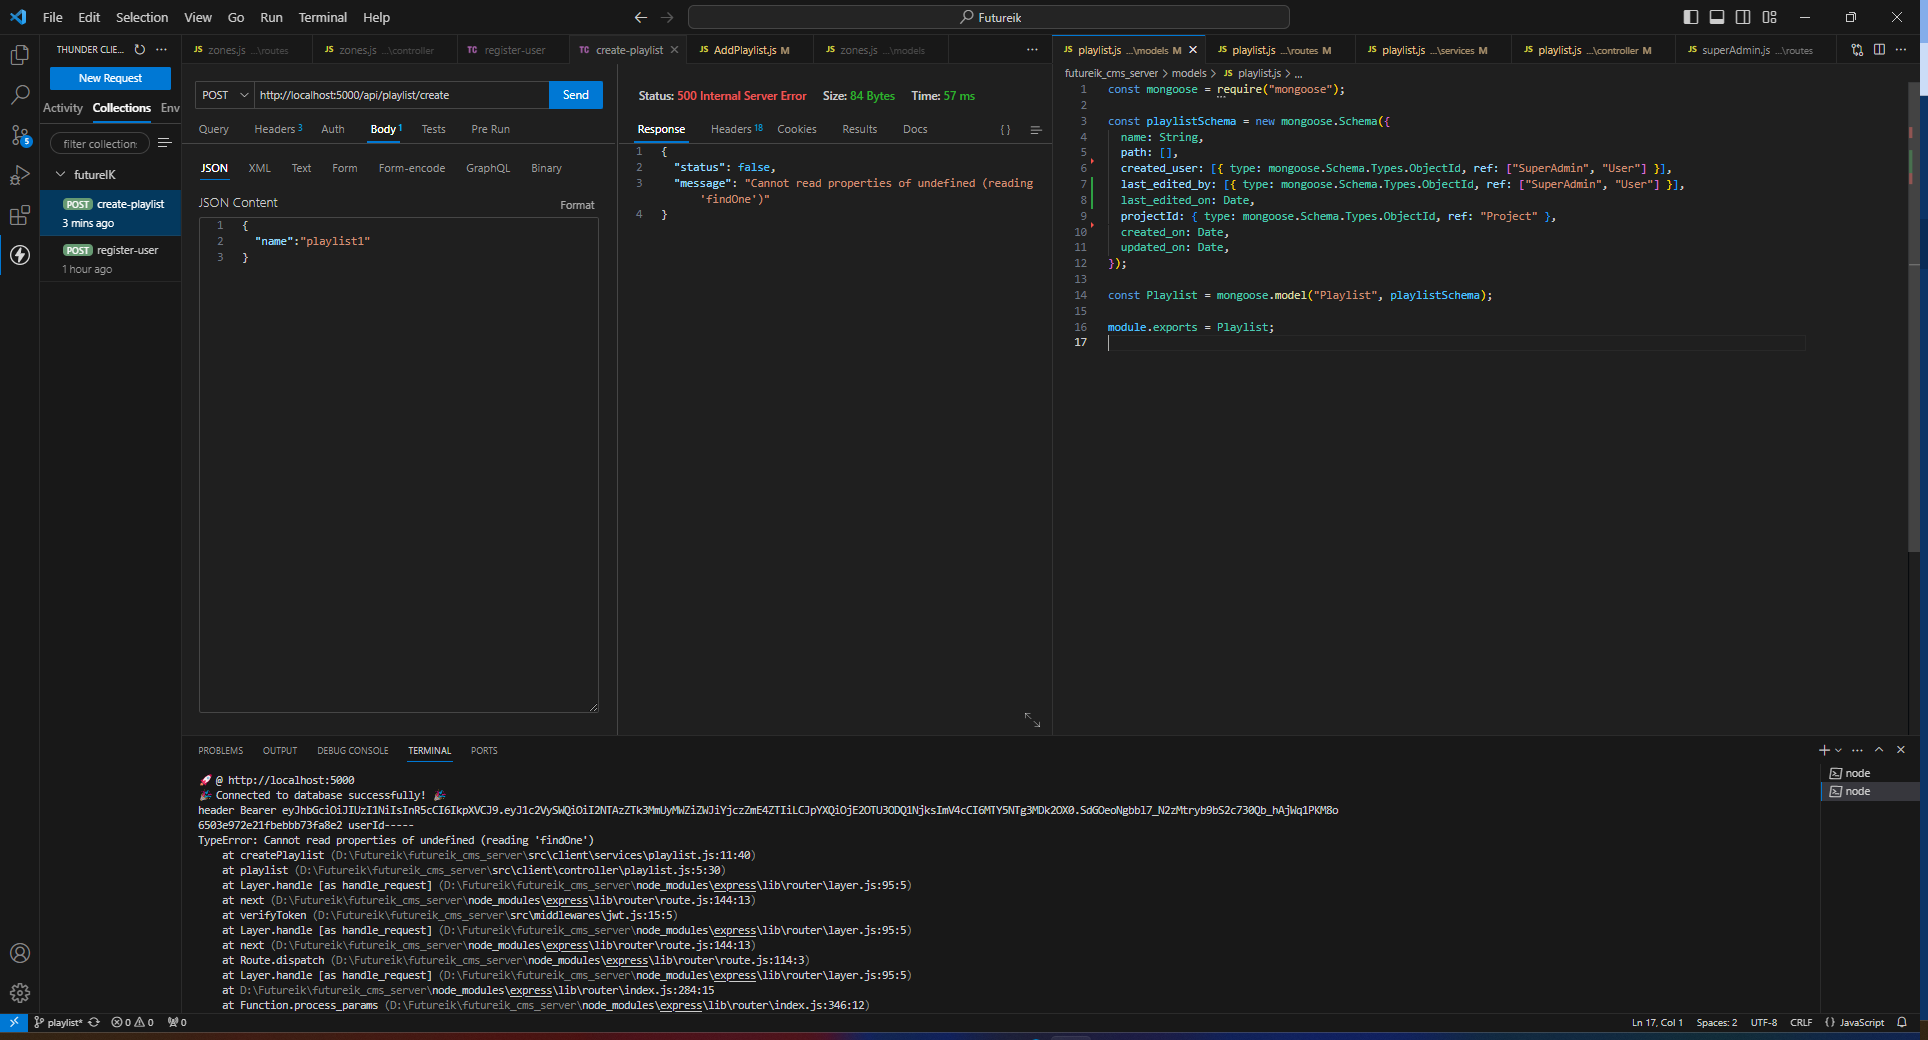 File Edit Selection View Go Run Terminal Help
Futureik
THUNDER CLIE...
New Request
Activity Collections Env
filter collection:
futureIK
POST create-playlist
3 mins ago
POST register-user
1 hour ago
JS zones.js ...\routes
JS zones.js ...\controller
TC register-user
TC create-playlist
JS AddPlaylist.js M
JS zones.js ...\models
POST http://localhost:5000/api/playlist/create Send
Query Headers 3 Auth Body 1 Tests Pre Run
JSON XML Text Form Form-encode GraphQL Binary
JSON Content Format
1 {
2 "name":"playlist1"
3 }
Status: 500 Internal Server Error Size: 84 Bytes Time: 57 ms
Response Headers 18 Cookies Results Docs { }
1 {
2 "status": false,
3 "message": "Cannot read properties of undefined (reading
'findOne')"
4 }
JS playlist.js ...\models M
JS playlist.js ...\routes M
JS playlist.js ...\services M
JS playlist.js ...\controller M
JS superAdmin.js ...\routes
futureik_cms_server > models > JS playlist.js > ...
1 const mongoose = require("mongoose");
2
3 const playlistSchema = new mongoose.Schema({
4 name: String,
5 path: [],
6 created_user: [{ type: mongoose.Schema.Types.ObjectId, ref: ["SuperAdmin", "User"] }],
7 last_edited_by: [{ type: mongoose.Schema.Types.ObjectId, ref: ["SuperAdmin", "User"] }],
8 last_edited_on: Date,
9 projectId: { type: mongoose.Schema.Types.ObjectId, ref: "Project" },
10 created_on: Date,
11 updated_on: Date,
12 });
13
14 const Playlist = mongoose.model("Playlist", playlistSchema);
15
16 module.exports = Playlist;
17
PROBLEMS OUTPUT DEBUG CONSOLE TERMINAL PORTS
🚀 @ http://localhost:5000
🎉 Connected to database successfully! 🎉
header Bearer
6503e972e21fbebbb73fa8e2 userId-----
TypeError: Cannot read properties of undefined (reading 'findOne')
at createPlaylist (D:\Futureik\futureik_cms_server\src\client\services\playlist.js:11:40)
at playlist (D:\Futureik\futureik_cms_server\src\client\controller\playlist.js:5:30)
at Layer.handle [as handle_request] (D:\Futureik\futureik_cms_server\node_modules\express\lib\router\layer.js:95:5)
at next (D:\Futureik\futureik_cms_server\node_modules\express\lib\router\route.js:144:13)
at verifyToken (D:\Futureik\futureik_cms_server\src\middlewares\jwt.js:15:5)
at Layer.handle [as handle_request] (D:\Futureik\futureik_cms_server\node_modules\express\lib\router\layer.js:95:5)
at next (D:\Futureik\futureik_cms_server\node_modules\express\lib\router\route.js:144:13)
at Route.dispatch (D:\Futureik\futureik_cms_server\node_modules\express\lib\router\route.js:114:3)
at Layer.handle [as handle_request] (D:\Futureik\futureik_cms_server\node_modules\express\lib\router\layer.js:95:5)
at D:\Futureik\futureik_cms_server\node_modules\express\lib\router\index.js:284:15
at Function.process_params (D:\Futureik\futureik_cms_server\node_modules\express\lib\router\index.js:346:12)
node
node
5
playlist* 0 0 0
Ln 17, Col 1 Spaces: 2 UTF-8 CRLF { } JavaScript